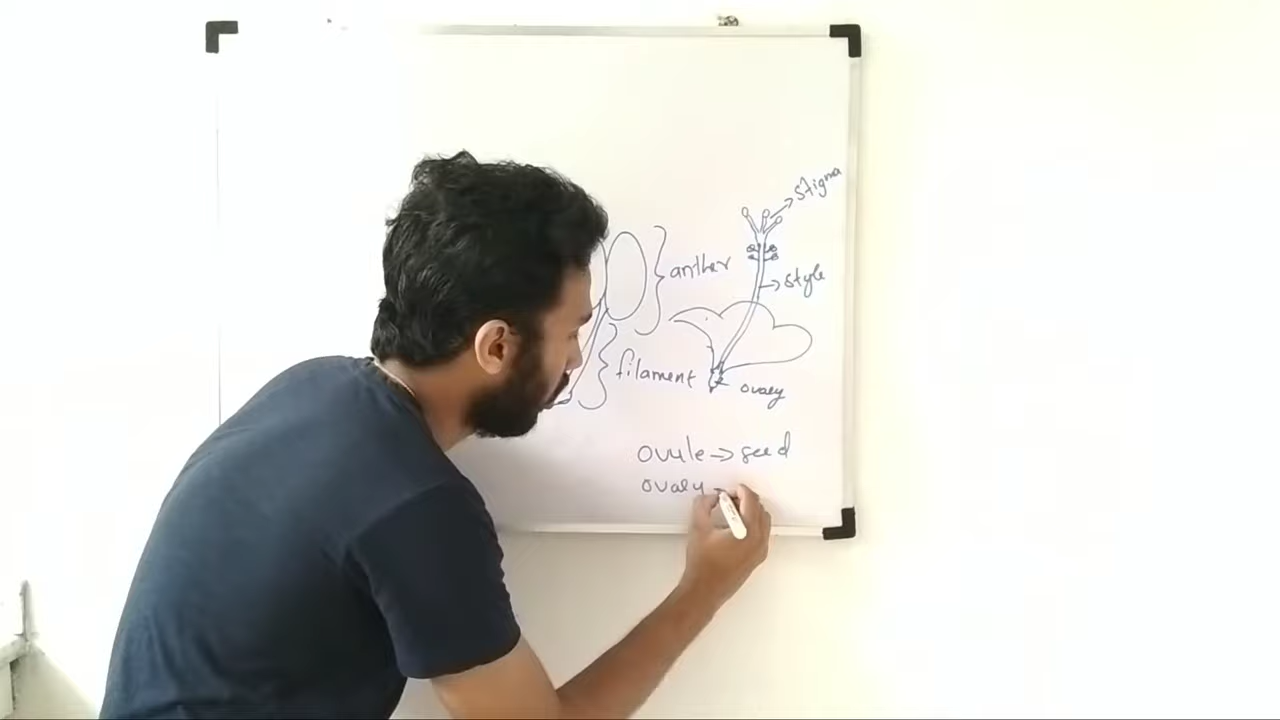 stigma
anther
style
filament
ovary
ovule → seed
ovary →